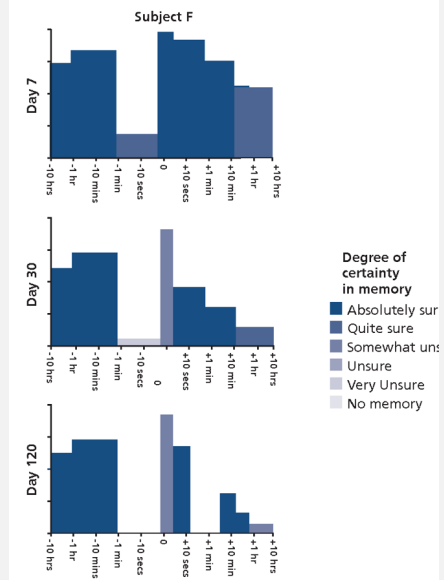 Subject F
Day 7
-10 hrs
-1 hr
-10 mins
-1 min
-10 secs
0
+10 secs
+1 min
+10 min
+1 hr
+10 hrs
Day 30
-10 hrs
-1 hr
-10 mins
-1 min
-10 secs
0
+10 secs
+1 min
+10 min
+1 hr
+10 hrs
Degree of
certainty
in memory
Absolutely sur
Quite sure
Somewhat uns
Unsure
Very Unsure
No memory
Day 120
-10 hrs
-1 hr
-10 mins
-1 min
-10 secs
0
+10 secs
+1 min
+10 min
+1 hr
+10 hrs